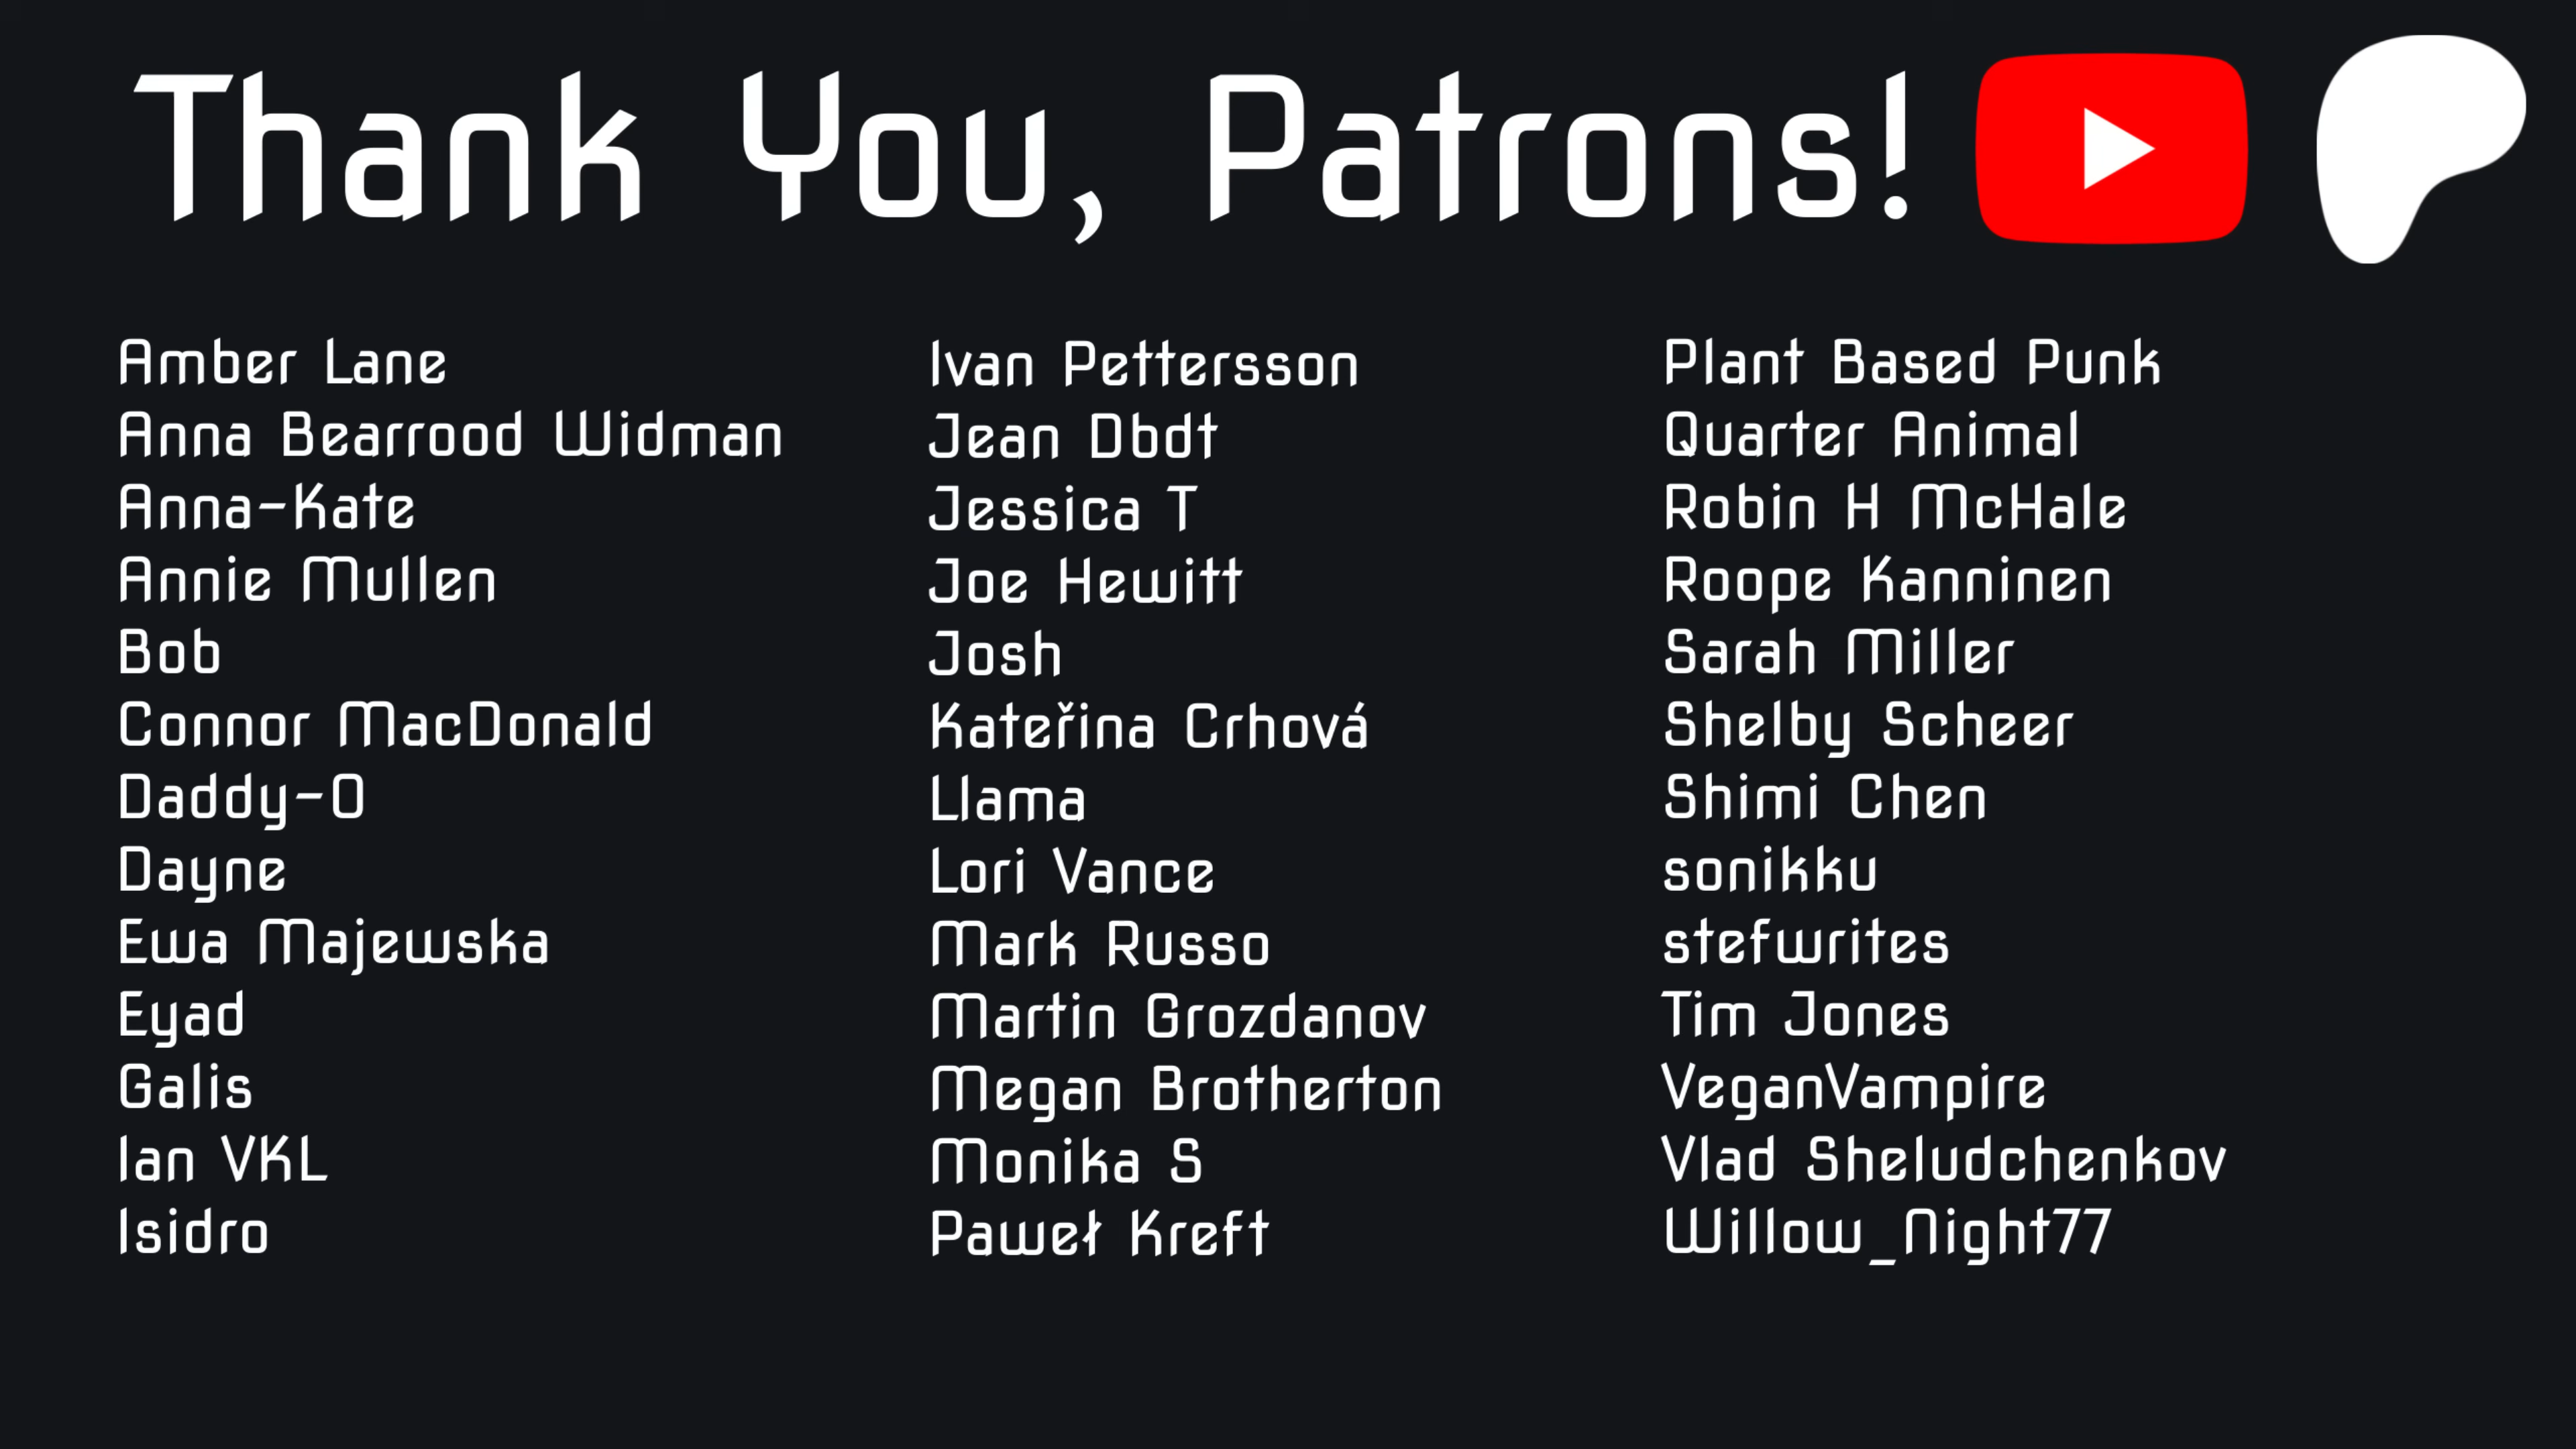 Thank You, Patrons!
Amber Lane
Anna Bearrood Widman
Anna-Kate
Annie Mullen
Bob
Connor MacDonald
Daddy-O
Dayne
Ewa Majewska
Eyad
Galis
Ian VKL
Isidro
Ivan Pettersson
Jean Dbdt
Jessica T
Joe Hewitt
Josh
Kateřina Crhová
Llama
Lori Vance
Mark Russo
Martin Grozdanov
Megan Brotherton
Monika S
Paweł Kreft
Plant Based Punk
Quarter Animal
Robin H McHale
Roope Kanninen
Sarah Miller
Shelby Scheer
Shimi Chen
sonikku
stefwrites
Tim Jones
VeganVampire
Vlad Sheludchenkov
Willow_Night77